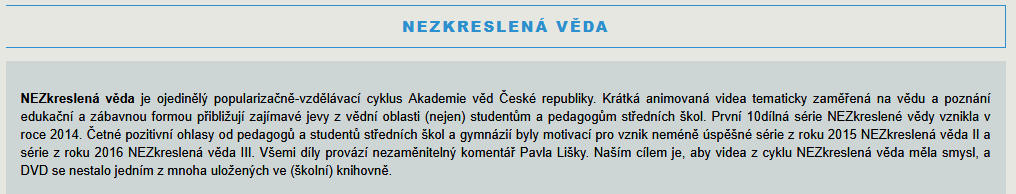 NEZKRESLENÁ VĚDA
NEZkreslená věda je ojedinělý popularizačně-vzdělávací cyklus Akademie věd České republiky. Krátká animovaná videa tematicky zaměřená na vědu a poznání
edukační a zábavnou formou přibližují zajímavé jevy z vědní oblasti (nejen) studentům a pedagogům středních škol. První 10dílná série NEZkreslené vědy vznikla v
roce 2014. Četné pozitivní ohlasy od pedagogů a studentů středních škol a gymnázií byly motivací pro vznik neméně úspěšné série z roku 2015 NEZkreslená věda II a
série z roku 2016 NEZkreslená věda III. Všemi díly provází nezaměnitelný komentář Pavla Lišky. Naším cílem je, aby videa z cyklu NEZkreslená věda měla smysl, a
DVD se nestalo jedním z mnoha uložených ve (školní) knihovně.